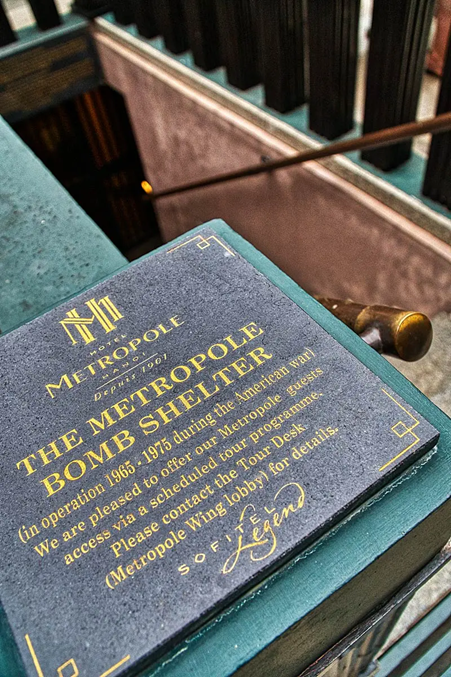 HOTEL
METROPOLE
HANOI
Depuis 1901
THE METROPOLE
BOMB SHELTER
(in operation 1965 - 1975 during the American war)
We are pleased to offer our Metropole guests
access via a scheduled tour programme.
Please contact the Tour Desk
(Metropole Wing lobby) for details.
SOFITEL
Legend